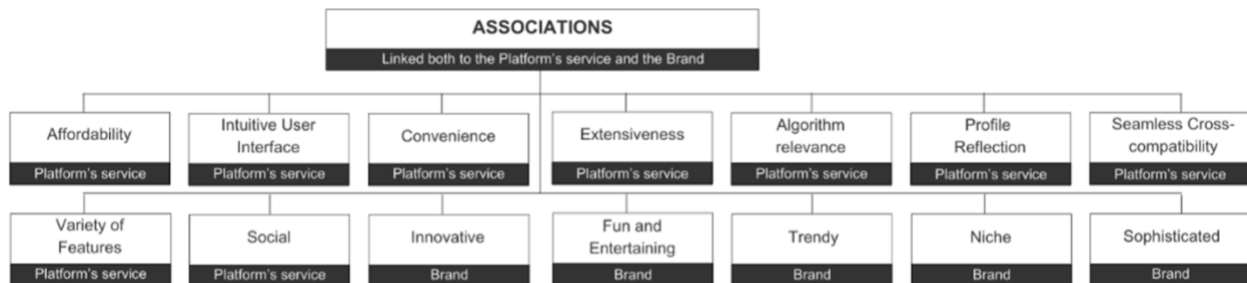 ASSOCIATIONS
Linked both to the Platform's service and the Brand
Affordability
Platform's service
Intuitive User
Interface
Platform's service
Convenience
Platform's service
Extensiveness
Platform's service
Algorithm
relevance
Platform's service
Profile
Reflection
Platform's service
Seamless Cross-
compatibility
Platform's service
Variety of
Features
Platform's service
Social
Platform's service
Innovative
Brand
Fun and
Entertaining
Brand
Trendy
Brand
Niche
Brand
Sophisticated
Brand